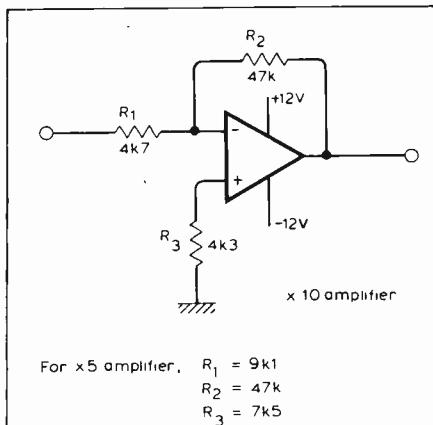 R2
47k
+12V
R1
4k7
-
+
-12V
R3
4k3
x 10 amplifier
For x5 amplifier, R1 = 9k1
R2 = 47k
R3 = 7k5